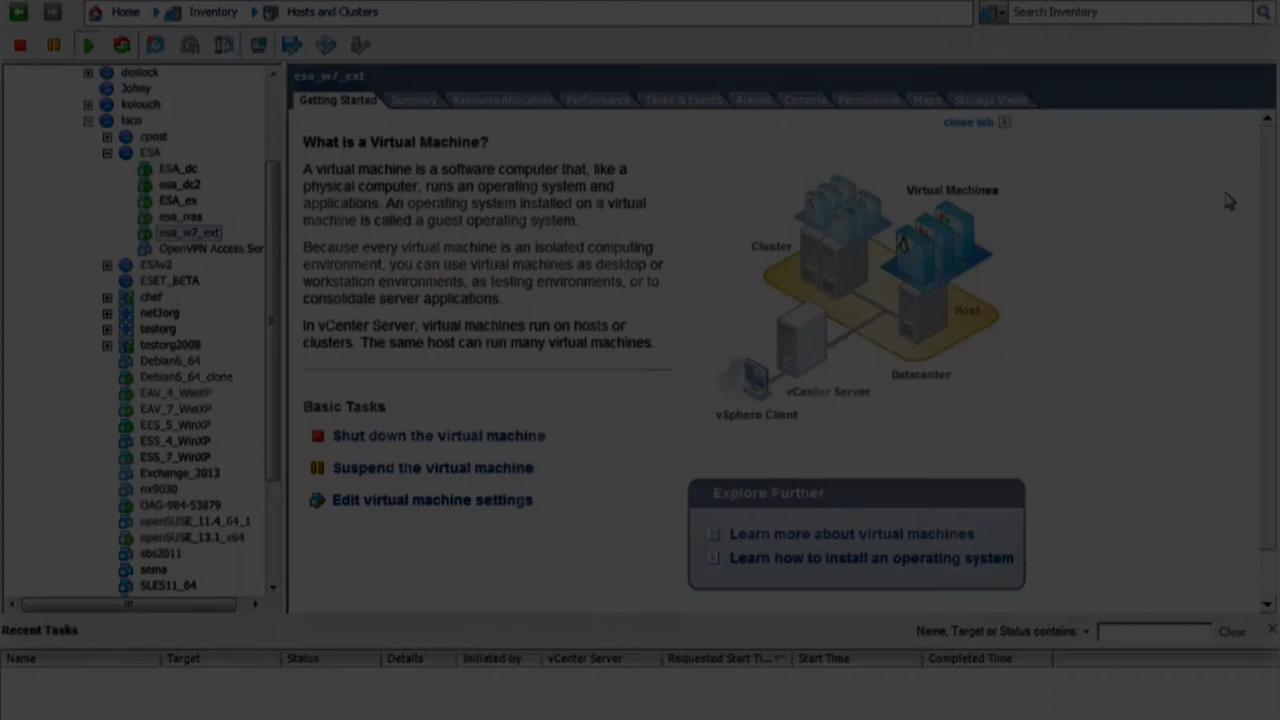 Home Inventory Hosts and Clusters Search Inventory
deslock
Johny
kolouch
laco
cpost
ESA
ESA_dc
esa_dc2
ESA_ex
esa_rras
esa_w7_ext
OpenVPN Access Ser
ESAv2
ESET_BETA
chef
net3org
testorg
testorg2008
Debian6_64
Debian6_64_clone
EAV_4_WinXP
EAV_7_WinXP
EES_5_WinXP
ESS_4_WinXP
ESS_7_WinXP
Exchange_2013
nx9030
OAG-984-53879
openSUSE_11.4_64_1
openSUSE_13.1_x64
sbs2011
sema
SLES11_64
esa_w7_ext
Getting Started Summary Resource Allocation Performance Tasks & Events Alarms Console Permissions Maps Storage Views
close tab X
What is a Virtual Machine?
A virtual machine is a software computer that, like a
physical computer, runs an operating system and
applications. An operating system installed on a virtual
machine is called a guest operating system.
Because every virtual machine is an isolated computing
environment, you can use virtual machines as desktop or
workstation environments, as testing environments, or to
consolidate server applications.
In vCenter Server, virtual machines run on hosts or
clusters. The same host can run many virtual machines.
Basic Tasks
Shut down the virtual machine
Suspend the virtual machine
Edit virtual machine settings
Virtual Machines
Cluster
Host
Datacenter
vCenter Server
vSphere Client
Explore Further
Learn more about virtual machines
Learn how to install an operating system
Recent Tasks Name, Target or Status contains: Clear
Name Target Status Details Initiated by vCenter Server Requested Start Ti... Start Time Completed Time